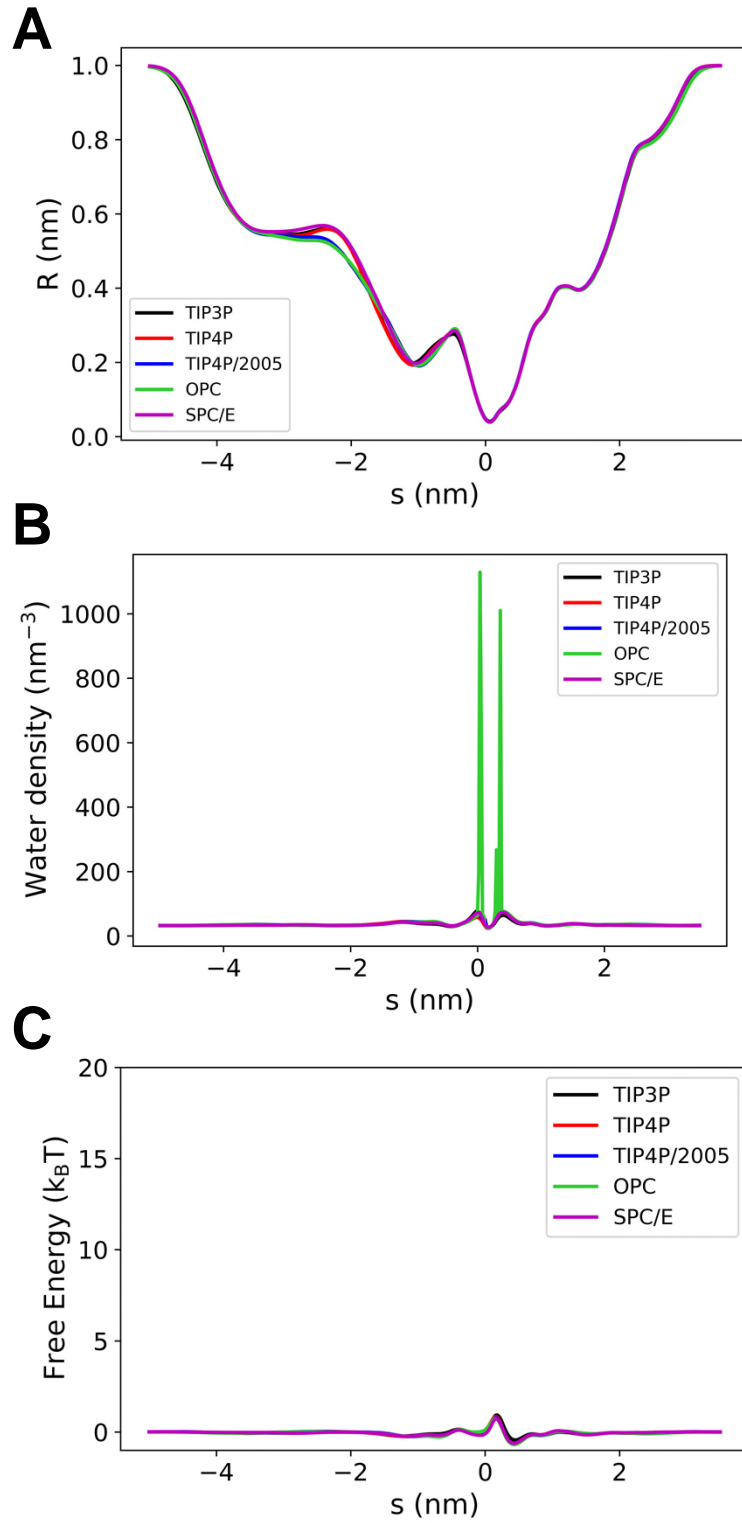 A
1.0
0.8
0.6
0.4
0.2
0.0
R (nm)
TIP3P
TIP4P
TIP4P/2005
OPC
SPC/E
−4
−2
0
2
s (nm)
B
1000
800
600
400
200
0
Water density (nm⁻³)
TIP3P
TIP4P
TIP4P/2005
OPC
SPC/E
−4
−2
0
2
s (nm)
C
20
15
10
5
0
Free Energy (k_BT)
TIP3P
TIP4P
TIP4P/2005
OPC
SPC/E
−4
−2
0
2
s (nm)